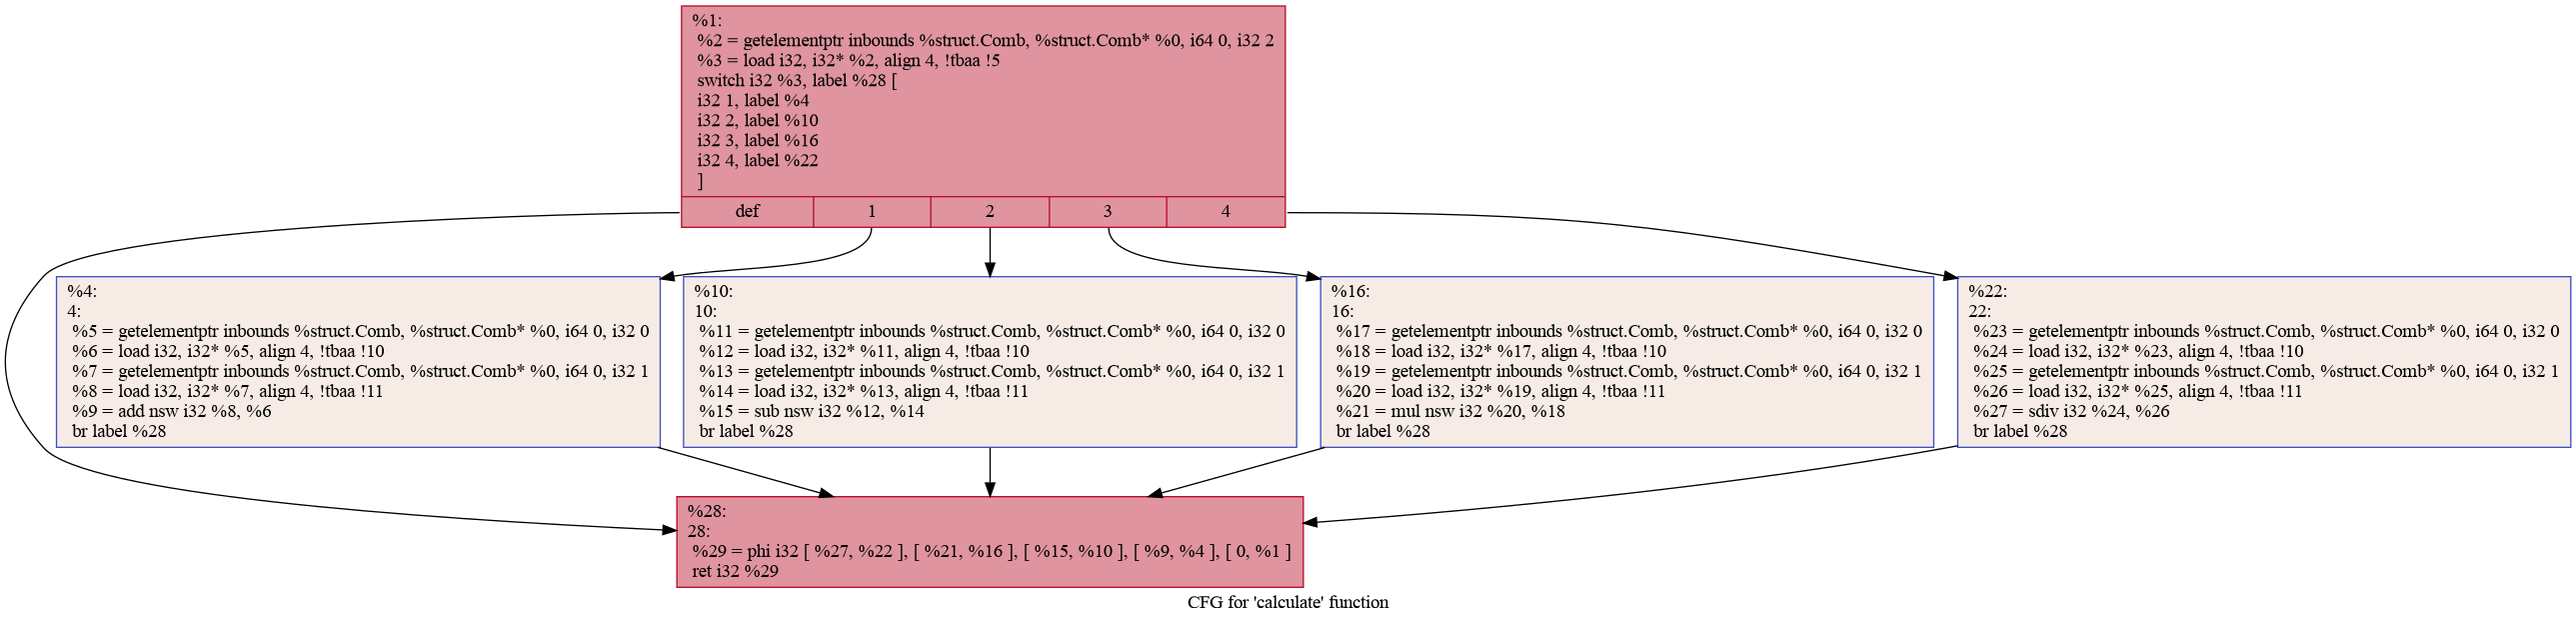 %1:
%2 = getelementptr inbounds %struct.Comb, %struct.Comb* %0, i64 0, i32 2
%3 = load i32, i32* %2, align 4, !tbaa !5
switch i32 %3, label %28 [
i32 1, label %4
i32 2, label %10
i32 3, label %16
i32 4, label %22
]
def 1 2 3 4
%4:
4:
%5 = getelementptr inbounds %struct.Comb, %struct.Comb* %0, i64 0, i32 0
%6 = load i32, i32* %5, align 4, !tbaa !10
%7 = getelementptr inbounds %struct.Comb, %struct.Comb* %0, i64 0, i32 1
%8 = load i32, i32* %7, align 4, !tbaa !11
%9 = add nsw i32 %8, %6
br label %28
%10:
10:
%11 = getelementptr inbounds %struct.Comb, %struct.Comb* %0, i64 0, i32 0
%12 = load i32, i32* %11, align 4, !tbaa !10
%13 = getelementptr inbounds %struct.Comb, %struct.Comb* %0, i64 0, i32 1
%14 = load i32, i32* %13, align 4, !tbaa !11
%15 = sub nsw i32 %12, %14
br label %28
%16:
16:
%17 = getelementptr inbounds %struct.Comb, %struct.Comb* %0, i64 0, i32 0
%18 = load i32, i32* %17, align 4, !tbaa !10
%19 = getelementptr inbounds %struct.Comb, %struct.Comb* %0, i64 0, i32 1
%20 = load i32, i32* %19, align 4, !tbaa !11
%21 = mul nsw i32 %20, %18
br label %28
%22:
22:
%23 = getelementptr inbounds %struct.Comb, %struct.Comb* %0, i64 0, i32 0
%24 = load i32, i32* %23, align 4, !tbaa !10
%25 = getelementptr inbounds %struct.Comb, %struct.Comb* %0, i64 0, i32 1
%26 = load i32, i32* %25, align 4, !tbaa !11
%27 = sdiv i32 %24, %26
br label %28
%28:
28:
%29 = phi i32 [ %27, %22 ], [ %21, %16 ], [ %15, %10 ], [ %9, %4 ], [ 0, %1 ]
ret i32 %29
CFG for 'calculate' function